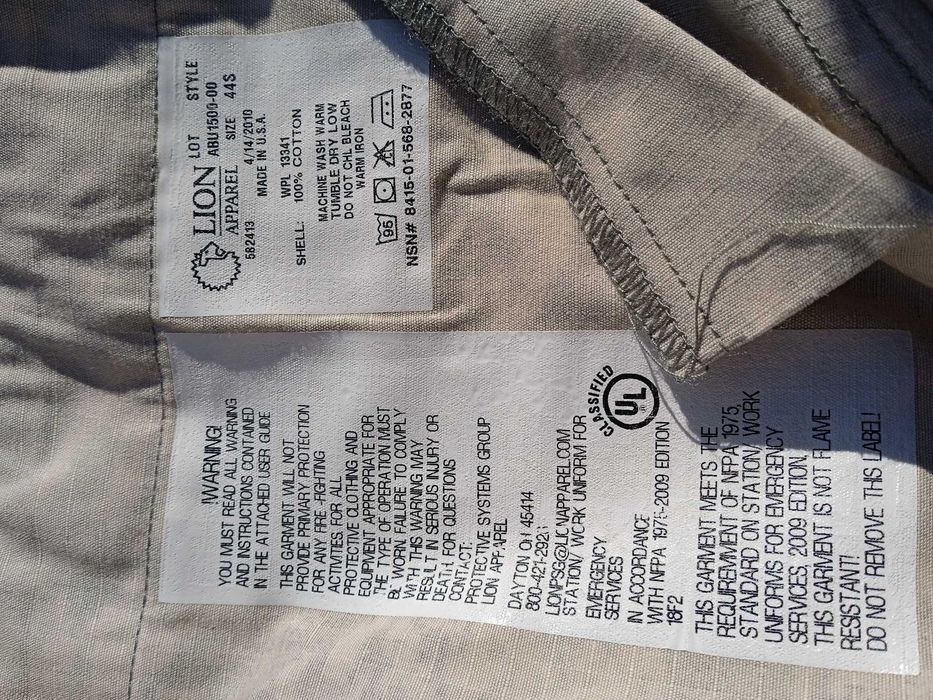 LION
APPAREL
LOT STYLE
ABU1500-00
SIZE 44S
582413 4/14/2010
MADE IN U.S.A.
WPL 13341
SHELL: 100% COTTON
MACHINE WASH WARM
TUMBLE DRY LOW
DO NOT CHL BLEACH
WARM IRON
95
NSN# 8415-01-568-2877
!WARNING!
YOU MUST READ ALL WARNING
AND INSTRUCTIONS CONTAINED
IN THE ATTACHED USER GUIDE
THIS GARMENT WILL NOT
PROVIDE PRIMARY PROTECTION
FOR ANY FIRE-FIGHTING
ACTIVITIES FOR ALL
PROTECTIVE CLOTHING AND
EQUIPMENT APPROPRIATE FOR
THE TYPE OF OPERATION MUST
BE WORN. FAILURE TO COMPLY
WITH THIS WARNING MAY
RESULT IN SERIOUS INJURY OR
DEATH. FOR QUESTIONS
CONTACT:
PROTECTIVE SYSTEMS GROUP
LION APPAREL
DAYTON OH 45414
800-421-2926
STATION/WORK UNIFORM FOR
EMERGENCY
SERVICES
IN ACCORDANCE
WITH NFPA 1975-2009 EDITION
18F2
CLASSIFIED
UL
THIS GARMENT MEETS THE
REQUIREMMENT OF NFPA 1975,
STANDARD ON STATION/WORK
UNIFORMS FOR EMERGENCY
SERVICES, 2009 EDITION.
THIS GARMENT IS NOT FLAME
RESISTANT!
DO NOT REMOVE THIS LABEL!